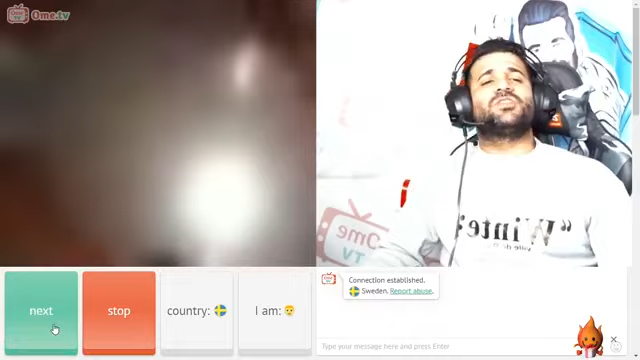 Ome.tv
Ome
TV
"Winte:
next
stop
country:
I am:
Connection established.
Sweden. Report abuse.
Type your message here and press Enter